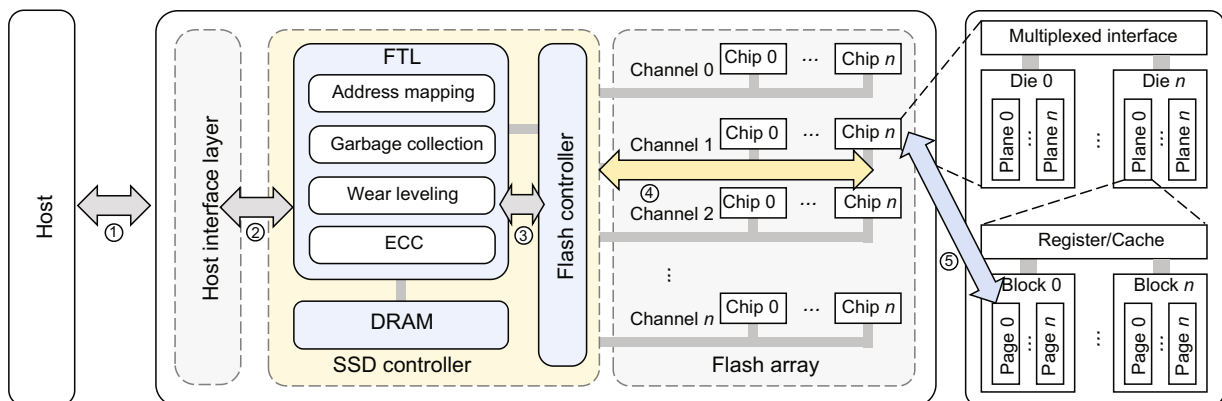 Host
①
Host interface layer
②
FTL
Address mapping
Garbage collection
Wear leveling
ECC
DRAM
SSD controller
③
Flash controller
Channel 0
Chip 0
...
Chip n
Channel 1
Chip 0
...
Chip n
④
Channel 2
Chip 0
...
Chip n
...
Channel n
Chip 0
...
Chip n
Flash array
⑤
Multiplexed interface
Die 0
Plane 0
...
Plane n
...
Die n
Plane 0
...
Plane n
Register/Cache
Block 0
Page 0
...
Page n
...
Block n
Page 0
...
Page n